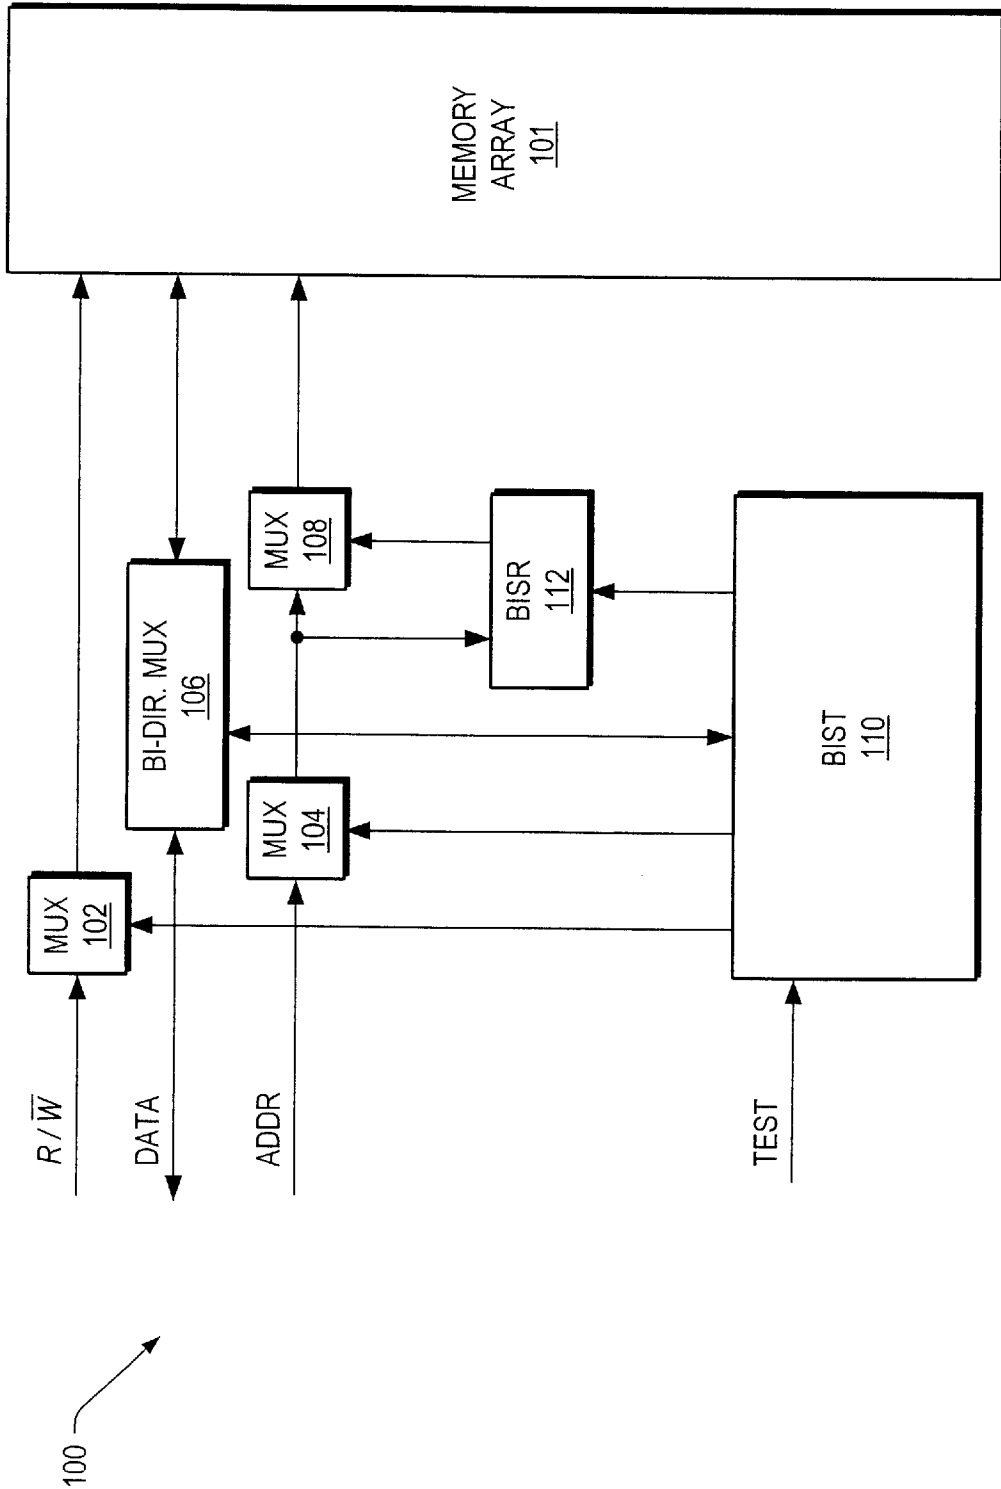 100
R/W̅
DATA
ADDR
TEST
MUX
102
BI-DIR. MUX
106
MUX
104
MUX
108
BISR
112
BIST
110
MEMORY
ARRAY
101